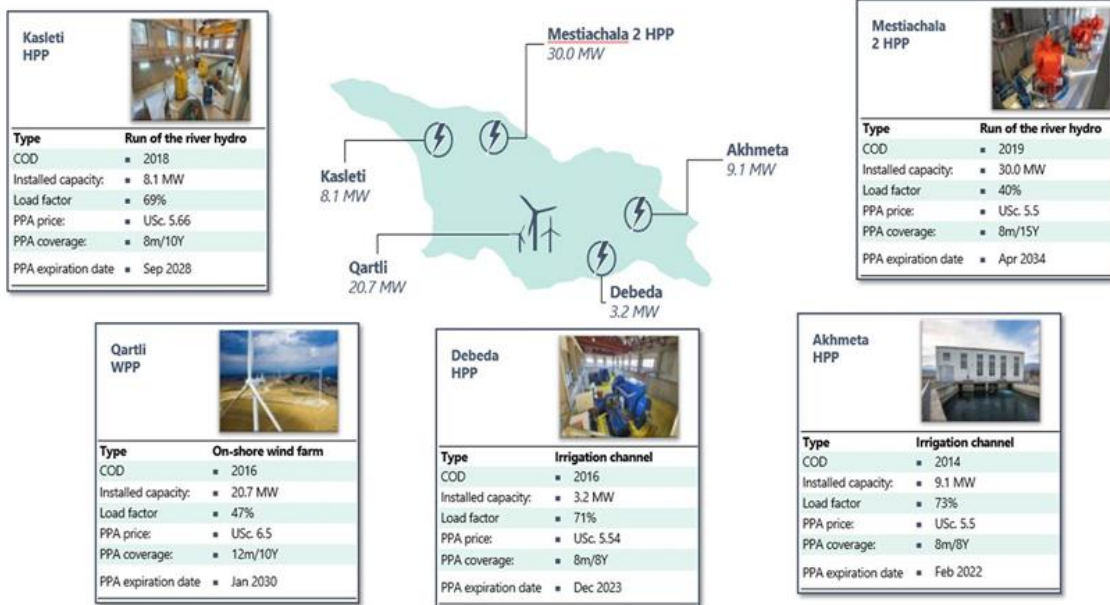 Kasleti
HPP
Type Run of the river hydro
COD ▪ 2018
Installed capacity: ▪ 8.1 MW
Load factor ▪ 69%
PPA price: ▪ USc. 5.66
PPA coverage: ▪ 8m/10Y
PPA expiration date ▪ Sep 2028
Mestiachala 2 HPP
30.0 MW
Kasleti
8.1 MW
Akhmeta
9.1 MW
Qartli
20.7 MW
Debeda
3.2 MW
Mestiachala
2 HPP
Type Run of the river hydro
COD ▪ 2019
Installed capacity: ▪ 30.0 MW
Load factor ▪ 40%
PPA price: ▪ USc. 5.5
PPA coverage: ▪ 8m/15Y
PPA expiration date ▪ Apr 2034
Qartli
WPP
Type On-shore wind farm
COD ▪ 2016
Installed capacity: ▪ 20.7 MW
Load factor ▪ 47%
PPA price: ▪ USc. 6.5
PPA coverage: ▪ 12m/10Y
PPA expiration date ▪ Jan 2030
Debeda
HPP
Type Irrigation channel
COD ▪ 2016
Installed capacity: ▪ 3.2 MW
Load factor ▪ 71%
PPA price: ▪ USc. 5.54
PPA coverage: ▪ 8m/8Y
PPA expiration date ▪ Dec 2023
Akhmeta
HPP
Type Irrigation channel
COD ▪ 2014
Installed capacity: ▪ 9.1 MW
Load factor ▪ 73%
PPA price: ▪ USc. 5.5
PPA coverage: ▪ 8m/8Y
PPA expiration date ▪ Feb 2022